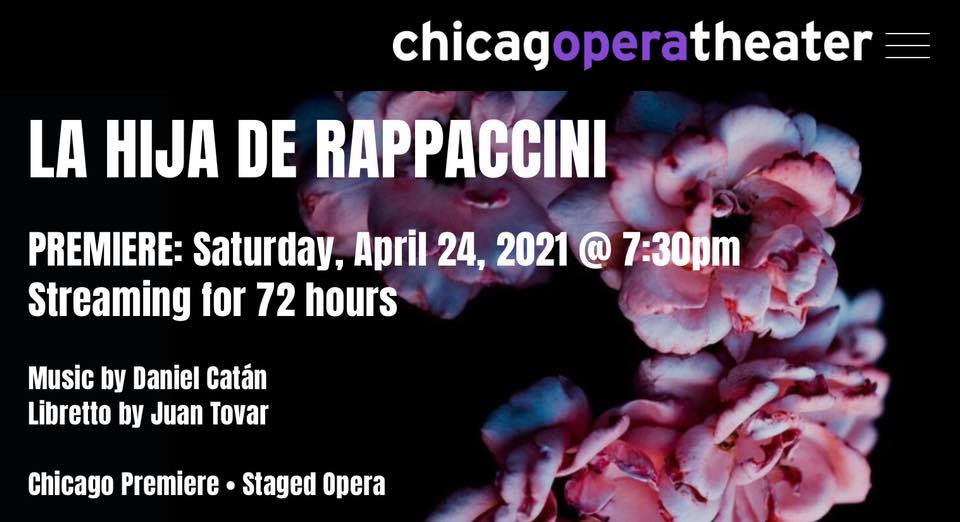 chicagoperatheater
LA HIJA DE RAPPACCINI
PREMIERE: Saturday, April 24, 2021 @ 7:30pm
Streaming for 72 hours
Music by Daniel Catán
Libretto by Juan Tovar
Chicago Premiere • Staged Opera